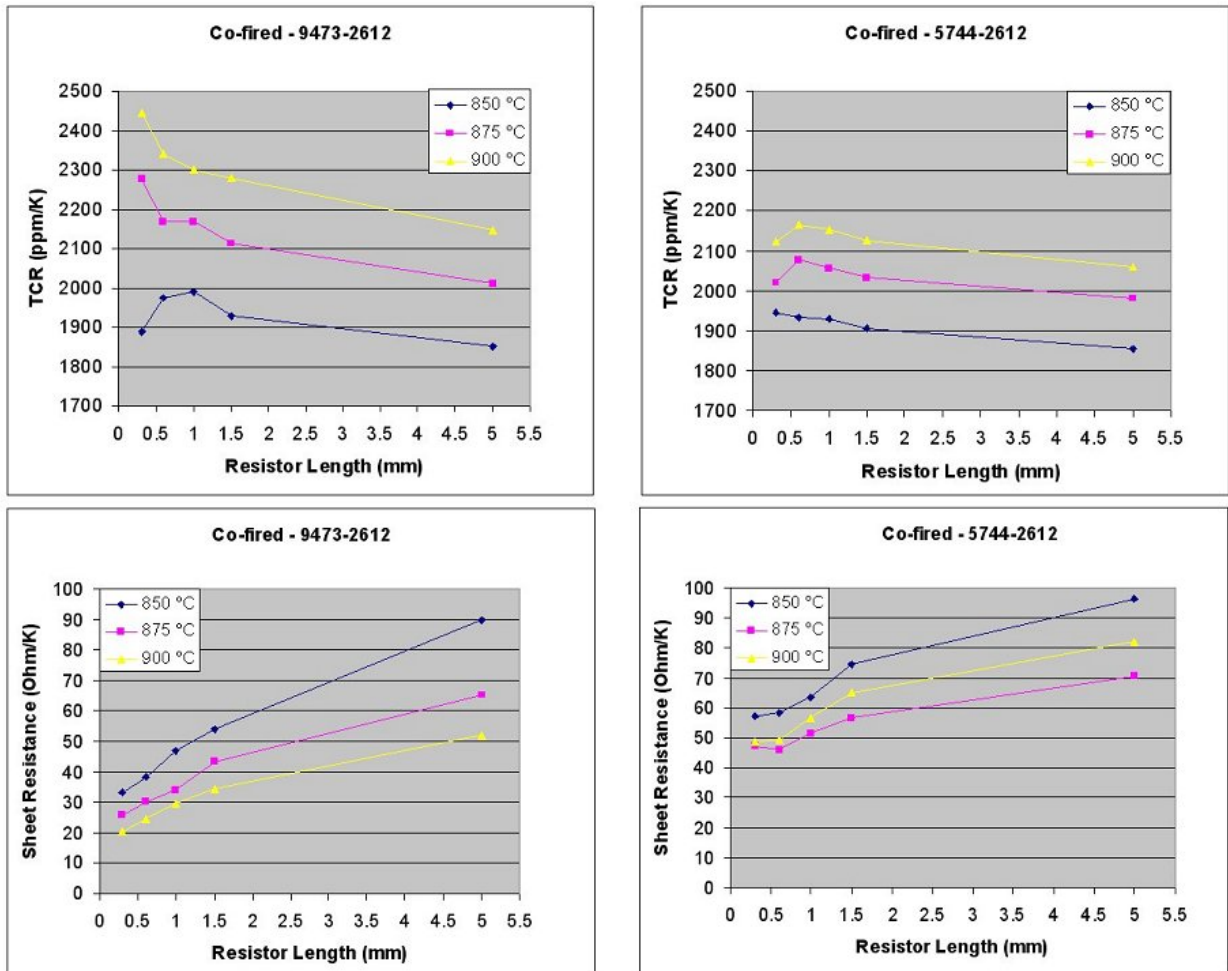 Co-fired - 9473-2612
TCR (ppm/K)
2500
2400
2300
2200
2100
2000
1900
1800
1700
850 °C
875 °C
900 °C
0 0.5 1 1.5 2 2.5 3 3.5 4 4.5 5 5.5
Resistor Length (mm)
Co-fired - 5744-2612
TCR (ppm/K)
2500
2400
2300
2200
2100
2000
1900
1800
1700
850 °C
875 °C
900 °C
0 0.5 1 1.5 2 2.5 3 3.5 4 4.5 5 5.5
Resistor Length (mm)
Co-fired - 9473-2612
Sheet Resistance (Ohm/K)
100
90
80
70
60
50
40
30
20
10
0
850 °C
875 °C
900 °C
0 0.5 1 1.5 2 2.5 3 3.5 4 4.5 5 5.5
Resistor Length (mm)
Co-fired - 5744-2612
Sheet Resistance (Ohm/K)
100
90
80
70
60
50
40
30
20
10
0
850 °C
875 °C
900 °C
0 0.5 1 1.5 2 2.5 3 3.5 4 4.5 5 5.5
Resistor Length (mm)